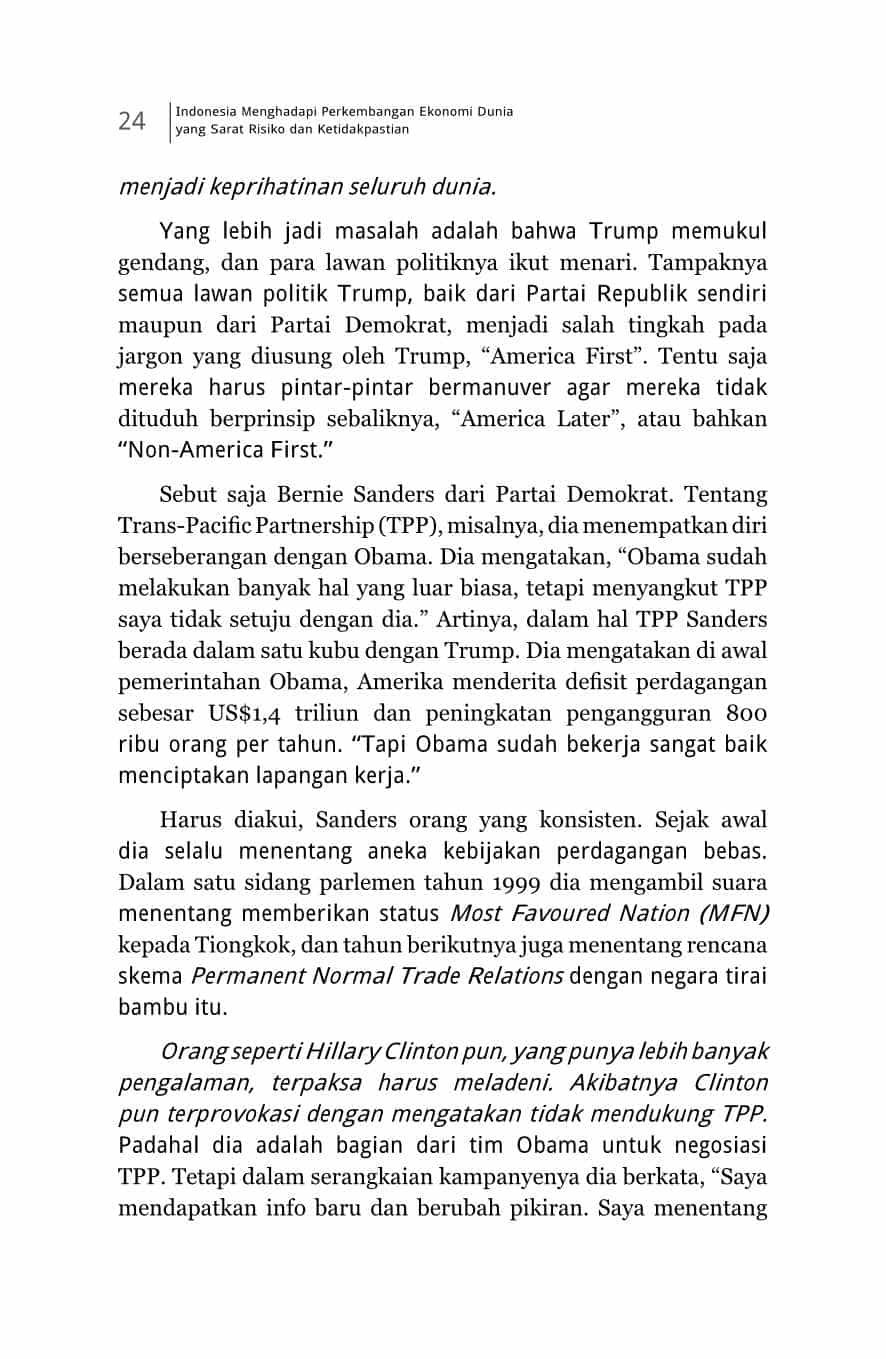 24
Indonesia Menghadapi Perkembangan Ekonomi Dunia
yang Sarat Risiko dan Ketidakpastian
menjadi keprihatinan seluruh dunia.
Yang lebih jadi masalah adalah bahwa Trump memukul
gendang, dan para lawan politiknya ikut menari. Tampaknya
semua lawan politik Trump, baik dari Partai Republik sendiri
maupun dari Partai Demokrat, menjadi salah tingkah pada
jargon yang diusung oleh Trump, “America First”. Tentu saja
mereka harus pintar-pintar bermanuver agar mereka tidak
dituduh berprinsip sebaliknya, “America Later”, atau bahkan
“Non-America First.”
Sebut saja Bernie Sanders dari Partai Demokrat. Tentang
Trans-Pacific Partnership (TPP), misalnya, dia menempatkan diri
berseberangan dengan Obama. Dia mengatakan, “Obama sudah
melakukan banyak hal yang luar biasa, tetapi menyangkut TPP
saya tidak setuju dengan dia.” Artinya, dalam hal TPP Sanders
berada dalam satu kubu dengan Trump. Dia mengatakan di awal
pemerintahan Obama, Amerika menderita defisit perdagangan
sebesar US$1,4 triliun dan peningkatan pengangguran 800
ribu orang per tahun. “Tapi Obama sudah bekerja sangat baik
menciptakan lapangan kerja.”
Harus diakui, Sanders orang yang konsisten. Sejak awal
dia selalu menentang aneka kebijakan perdagangan bebas.
Dalam satu sidang parlemen tahun 1999 dia mengambil suara
menentang memberikan status Most Favoured Nation (MFN)
kepada Tiongkok, dan tahun berikutnya juga menentang rencana
skema Permanent Normal Trade Relations dengan negara tirai
bambu itu.
Orang seperti Hillary Clinton pun, yang punya lebih banyak
pengalaman, terpaksa harus meladeni. Akibatnya Clinton
pun terprovokasi dengan mengatakan tidak mendukung TPP.
Padahal dia adalah bagian dari tim Obama untuk negosiasi
TPP. Tetapi dalam serangkaian kampanyenya dia berkata, “Saya
mendapatkan info baru dan berubah pikiran. Saya menentang